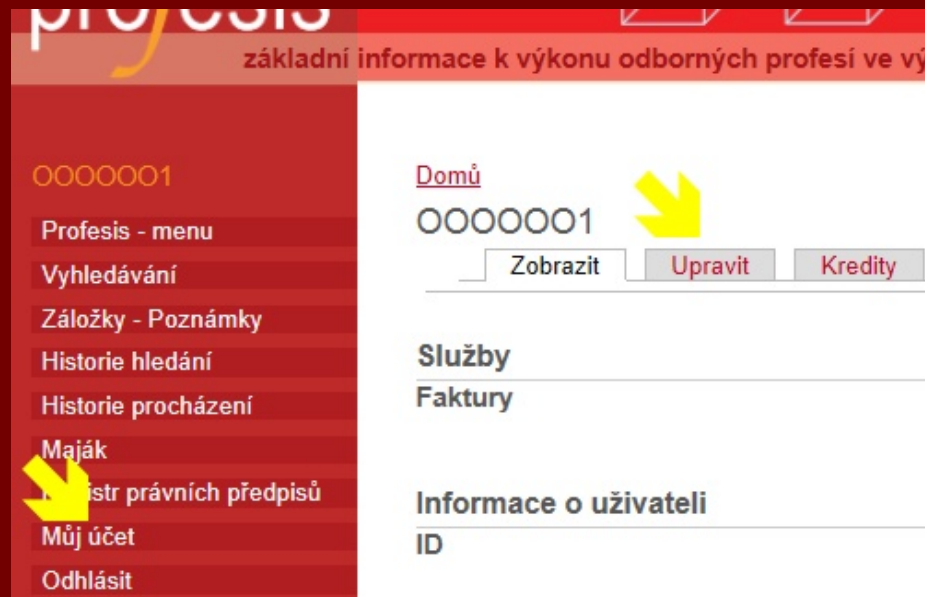 profesis
základní informace k výkonu odborných profesí ve vý
OOOOOO1
Profesis - menu
Vyhledávání
Záložky - Poznámky
Historie hledání
Historie procházení
Maják
istr právních předpisů
Můj účet
Odhlásit
Domů
OOOOOO1
Zobrazit Upravit Kredity
Služby
Faktury
Informace o uživateli
ID